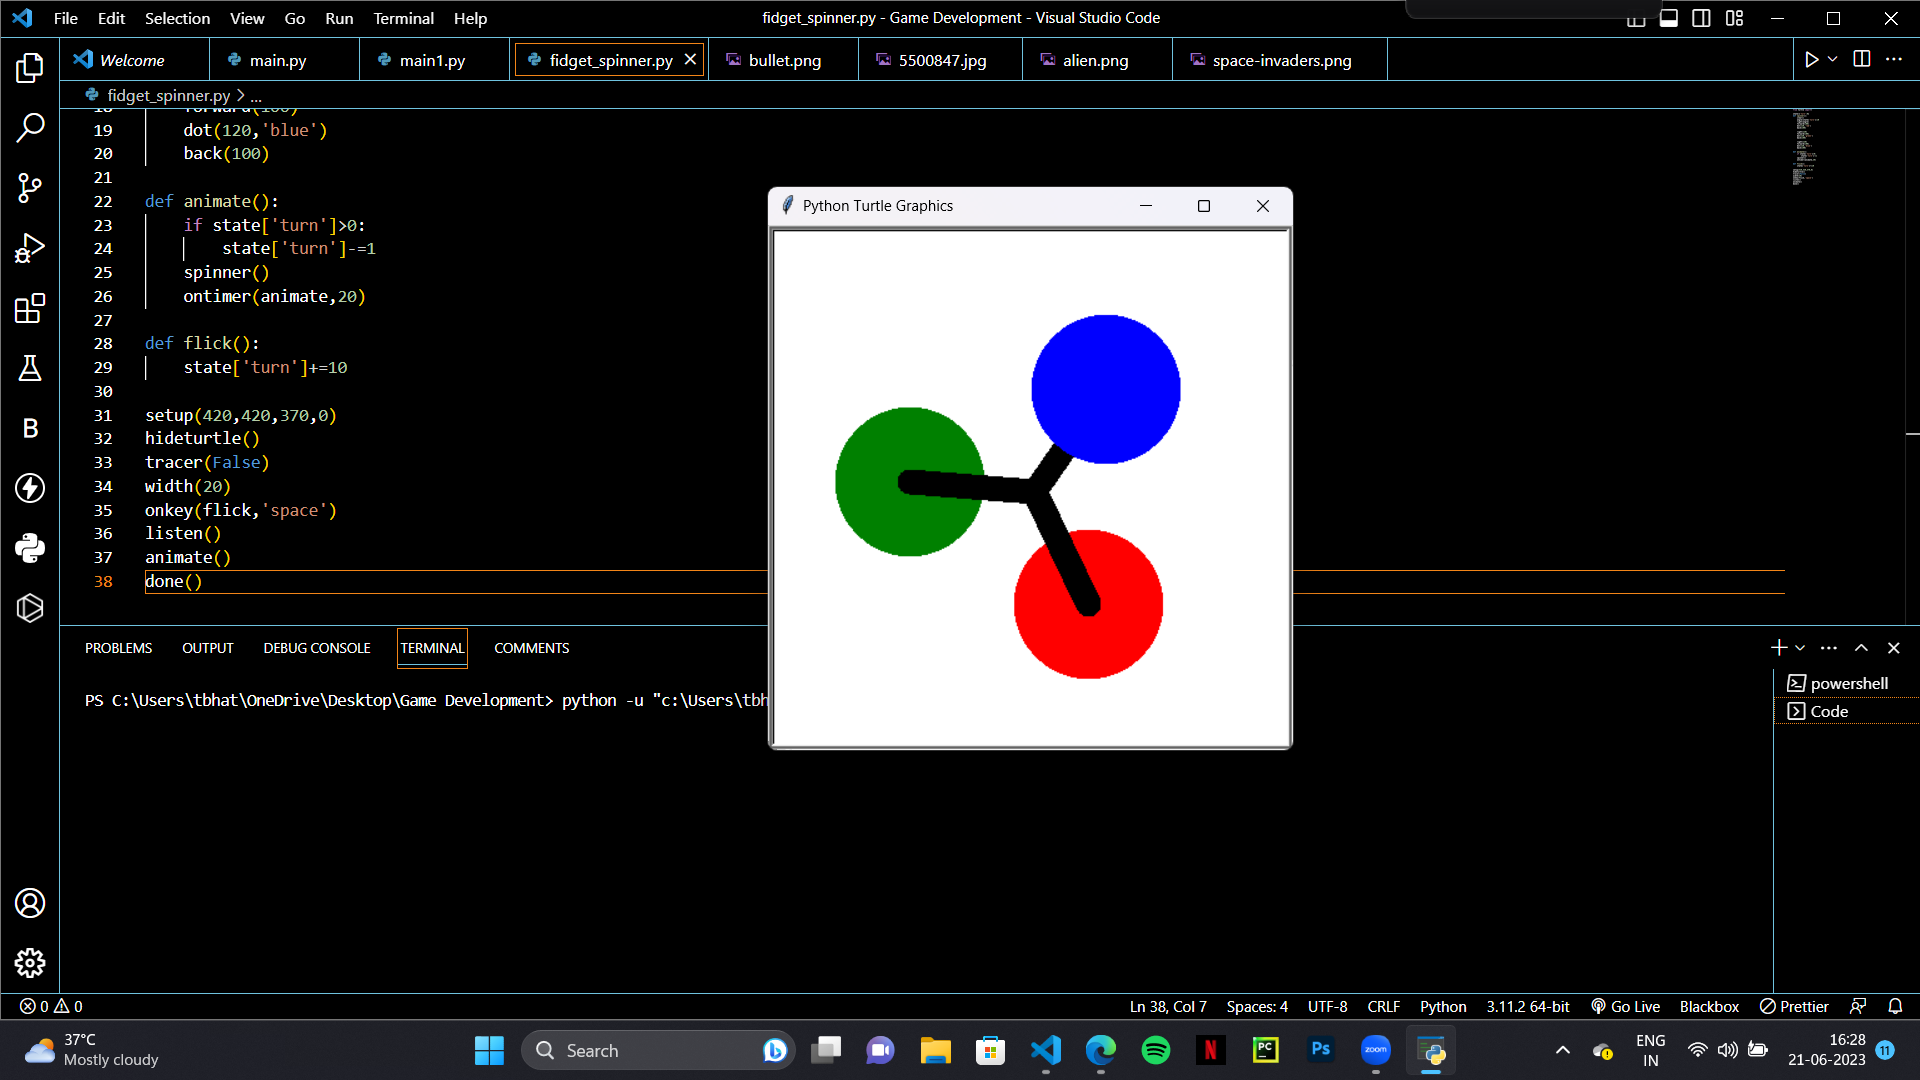 File Edit Selection View Go Run Terminal Help
fidget_spinner.py - Game Development - Visual Studio Code
Welcome
main.py
main1.py
fidget_spinner.py
bullet.png
5500847.jpg
alien.png
space-invaders.png
fidget_spinner.py > ...
19 dot(120,'blue')
20 back(100)
21
22 def animate():
23 if state['turn']>0:
24 state['turn']-=1
25 spinner()
26 ontimer(animate,20)
27
28 def flick():
29 state['turn']+=10
30
31 setup(420,420,370,0)
32 hideturtle()
33 tracer(False)
34 width(20)
35 onkey(flick,'space')
36 listen()
37 animate()
38 done()
Python Turtle Graphics
PROBLEMS OUTPUT DEBUG CONSOLE TERMINAL COMMENTS
PS C:\Users\tbhat\OneDrive\Desktop\Game Development> python -u "c:\Users\tbh
powershell
Code
B
0 0
Ln 38, Col 7 Spaces: 4 UTF-8 CRLF Python 3.11.2 64-bit Go Live Blackbox Prettier
37°C
Mostly cloudy
Search
N
PC
Ps
zoom
ENG
IN
16:28
21-06-2023
11